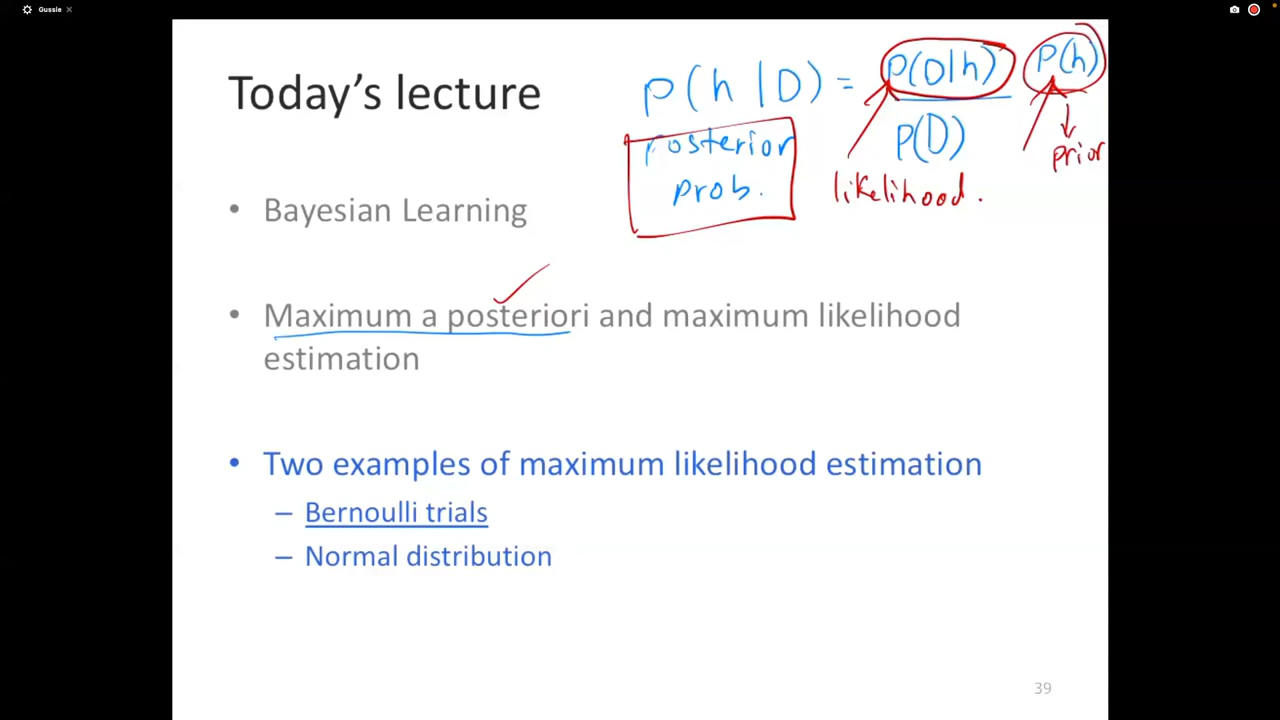 Gussie
Today's lecture
p(h|D) = p(D|h) p(h)
p(D)
posterior
prob.
likelihood.
prior
• Bayesian Learning
• Maximum a posteriori and maximum likelihood
estimation
• Two examples of maximum likelihood estimation
– Bernoulli trials
– Normal distribution
39